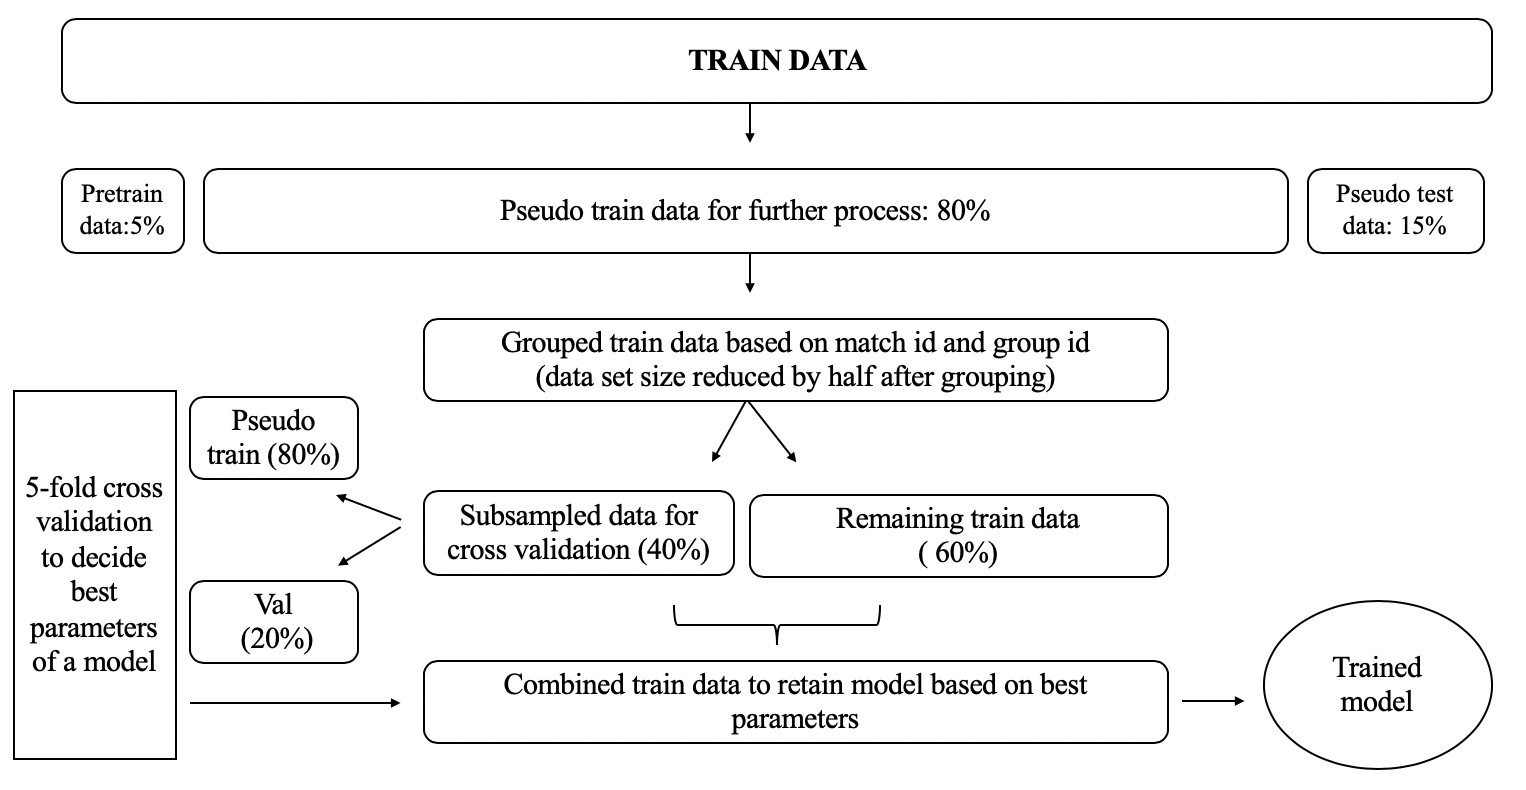 TRAIN DATA
Pretrain
data:5%
Pseudo train data for further process: 80%
Pseudo test
data: 15%
Grouped train data based on match id and group id
(data set size reduced by half after grouping)
5-fold cross
validation
to decide
best
parameters
of a model
Pseudo
train (80%)
Val
(20%)
Subsampled data for
cross validation (40%)
Remaining train data
( 60%)
Combined train data to retain model based on best
parameters
Trained
model